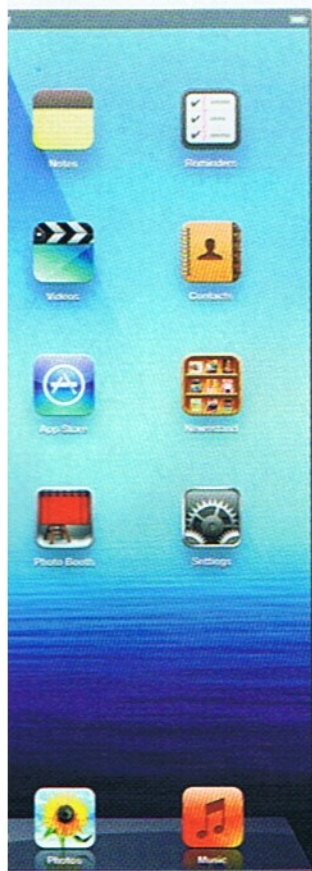 Notes Reminders
Videos Contacts
App Store Newsstand
Photo Booth Settings
Photos Music